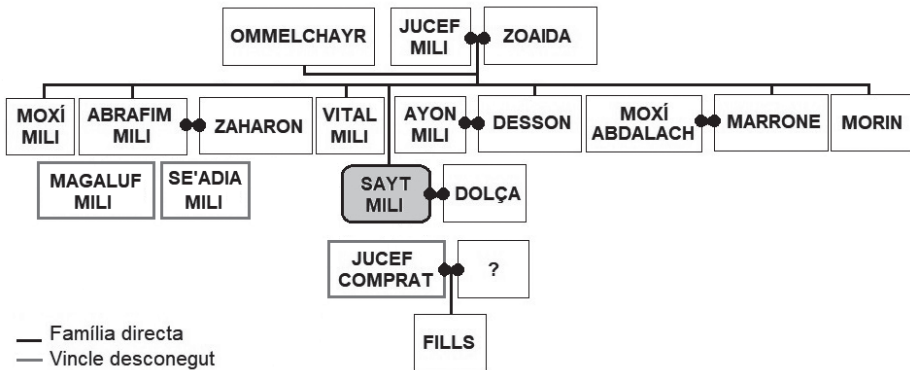 OMMELCHAYR
JUCEF
MILI
ZOAIDA
MOXÍ
MILI
ABRAFIM
MILI
ZAHARON
VITAL
MILI
AYON
MILI
DESSON
MOXÍ
ABDALACH
MARRONE
MORIN
MAGALUF
MILI
SE'ADIA
MILI
SAYT
MILI
DOLÇA
JUCEF
COMPRAT
?
FILLS
Família directa
Vincle desconegut